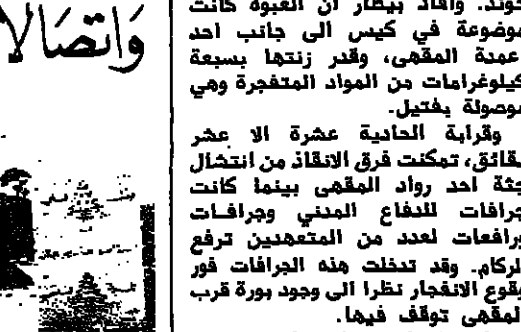 واتصالا
خوند. وأفاد بيطار ان العبوة كانت
موضوعة في كيس الى جانب احد
عمدة المقهى، وقدر زنتها بسبعة
كيلوغرامات من المواد المتفجرة وهي
موصولة بفتيل.
وقرابة الحادية عشرة الا عشر
دقائق، تمكنت فرق الانقاذ من انتشال
جثة احد رواد المقهى بينما كانت
جرافات للدفاع المدني وجرافات
ورافعات لعدد من المتعهدين ترفع
الركام. وقد تدخلت هذه الجرافات فور
وقوع الانفجار نظرا الى وجود بورة قرب
المقهى توقف فيها.